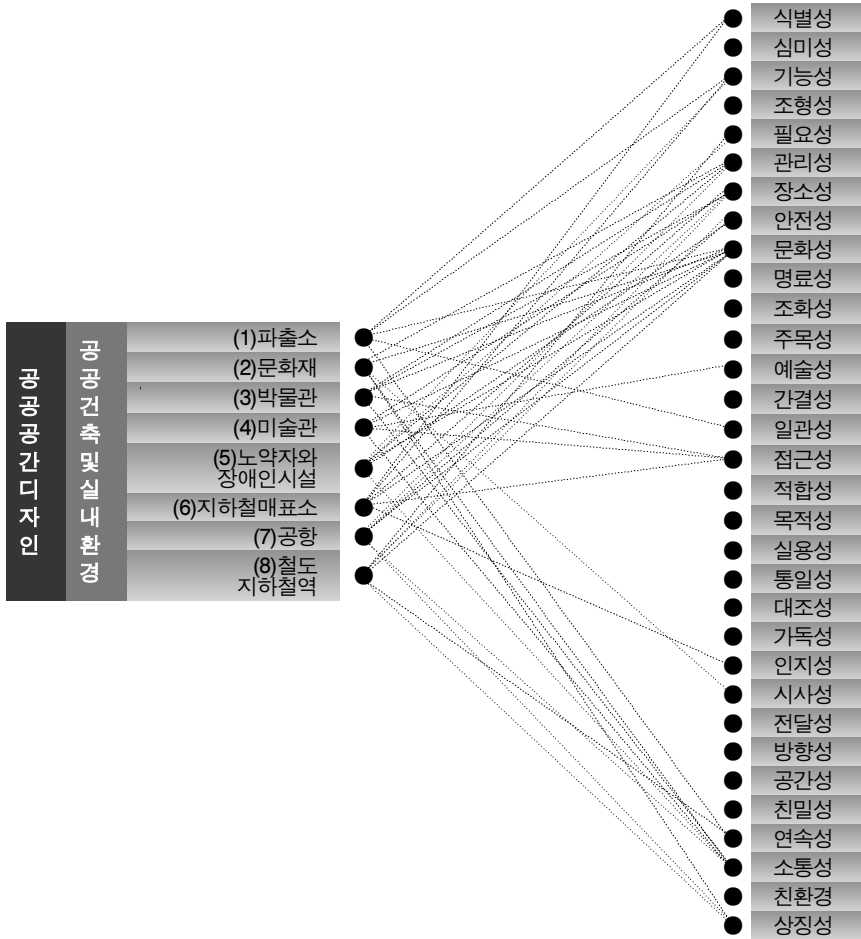 공공공간디자인
공공건축및실내환경
(1)파출소
(2)문화재
(3)박물관
(4)미술관
(5)노약자와
장애인시설
(6)지하철매표소
(7)공항
(8)철도
지하철역
식별성
심미성
기능성
조형성
필요성
관리성
장소성
안전성
문화성
명료성
조화성
주목성
예술성
간결성
일관성
접근성
적합성
목적성
실용성
통일성
대조성
가독성
인지성
시사성
전달성
방향성
공간성
친밀성
연속성
소통성
친환경
상징성